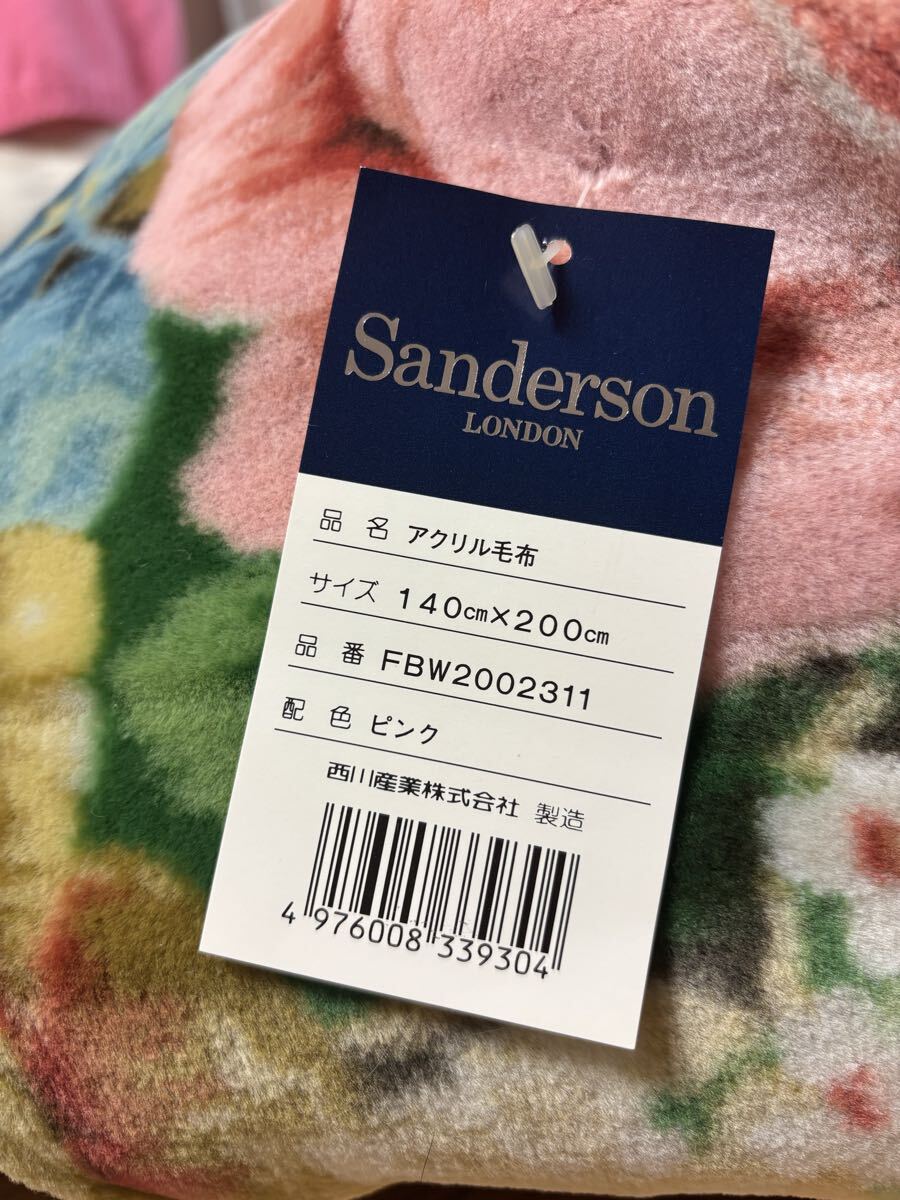 Sanderson
LONDON
品 名 アクリル毛布
サイズ 140㎝×200㎝
品 番 FBW2002311
配 色 ピンク
西川産業株式会社 製造
4 976008 339304